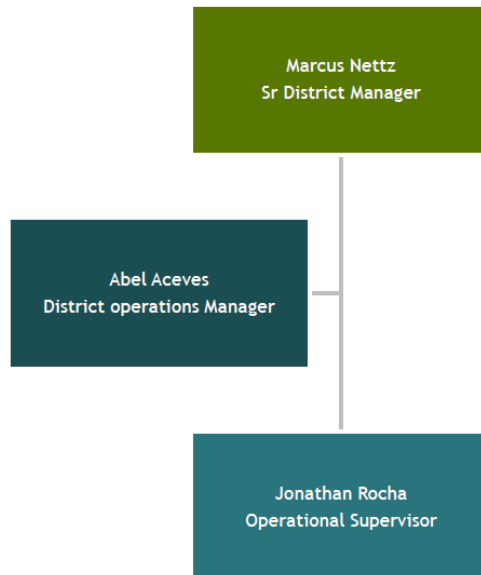 Marcus Nettz
Sr District Manager
Abel Aceves
District operations Manager
Jonathan Rocha
Operational Supervisor